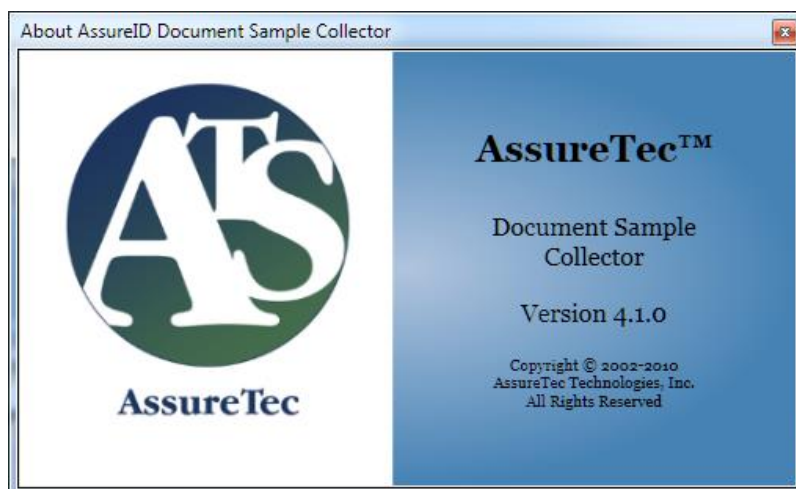 About AssureID Document Sample Collector
ATS
AssureTec
AssureTec™
Document Sample
Collector
Version 4.1.0
Copyright © 2002-2010
AssureTec Technologies, Inc.
All Rights Reserved